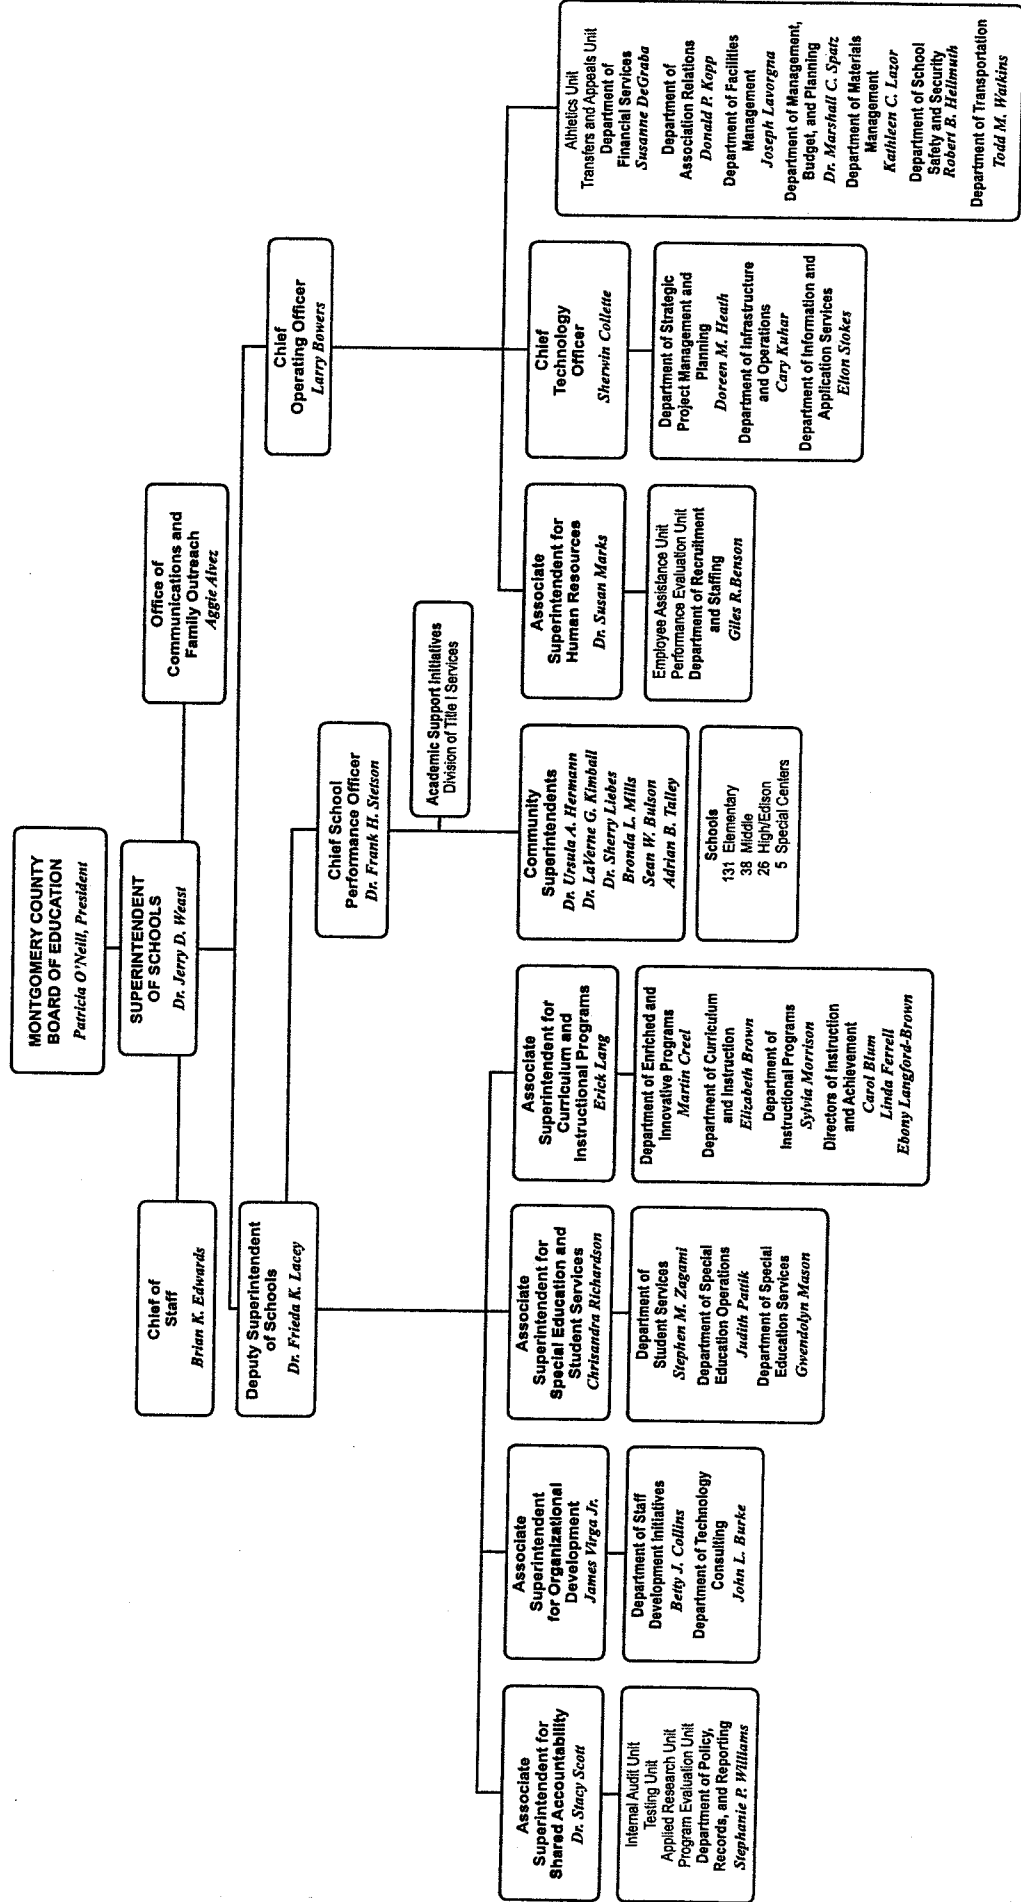 MONTGOMERY COUNTY
BOARD OF EDUCATION
Patricia O'Neill, President
SUPERINTENDENT
OF SCHOOLS
Dr. Jerry D. Weast
Chief of
Staff
Brian K. Edwards
Office of
Communications and
Family Outreach
Aggie Alvez
Deputy Superintendent
of Schools
Dr. Frieda K. Lacey
Chief
Operating Officer
Larry Bowers
Chief School
Performance Officer
Dr. Frank H. Stetson
Academic Support Initiatives
Division of Title I Services
Associate
Superintendent for
Shared Accountability
Dr. Stacy Scott
Internal Audit Unit
Testing Unit
Applied Research Unit
Program Evaluation Unit
Department of Policy,
Records, and Reporting
Stephanie P. Williams
Associate
Superintendent
for Organizational
Development
James Virga Jr.
Department of Staff
Development Initiatives
Betty J. Collins
Department of Technology
Consulting
John L. Burke
Associate
Superintendent for
Special Education and
Student Services
Chrisandra Richardson
Department of
Student Services
Stephen M. Zagami
Department of Special
Education Operations
Judith Pattik
Department of Special
Education Services
Gwendolyn Mason
Associate
Superintendent for
Curriculum and
Instructional Programs
Erick Lang
Department of Enriched and
Innovative Programs
Martin Creel
Department of Curriculum
and Instruction
Elizabeth Brown
Department of
Instructional Programs
Sylvia Morrison
Directors of Instruction
and Achievement
Carol Blum
Linda Ferrell
Ebony Langford-Brown
Community
Superintendents
Dr. Ursula A. Hermann
Dr. LaVerne G. Kimball
Dr. Sherry Liebes
Bronda L. Mills
Sean W. Bulson
Adrian B. Talley
Schools
131 Elementary
38 Middle
26 High/Edison
5 Special Centers
Associate
Superintendent for
Human Resources
Dr. Susan Marks
Employee Assistance Unit
Performance Evaluation Unit
Department of Recruitment
and Staffing
Giles R.Benson
Chief
Technology
Officer
Sherwin Collette
Department of Strategic
Project Management and
Planning
Doreen M. Heath
Department of Infrastructure
and Operations
Cary Kuhar
Department of Information and
Application Services
Elton Stokes
Athletics Unit
Transfers and Appeals Unit
Department of
Financial Services
Susanne DeGraba
Department of
Association Relations
Donald P. Kopp
Department of Facilities
Management
Joseph Lavorgna
Department of Management,
Budget, and Planning
Dr. Marshall C. Spatz
Department of Materials
Management
Kathleen C. Lazor
Department of School
Safety and Security
Robert B. Hellmuth
Department of Transportation
Todd M. Watkins